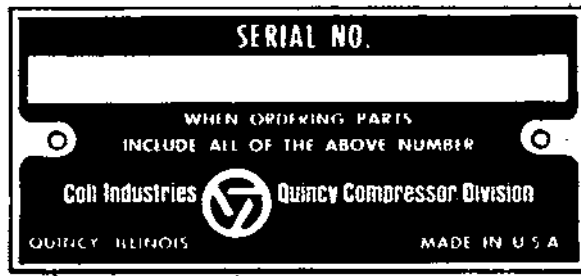 SERIAL NO.
WHEN ORDERING PARTS
INCLUDE ALL OF THE ABOVE NUMBER
Colt Industries Quincy Compressor Division
QUINCY ILLINOIS MADE IN U S A